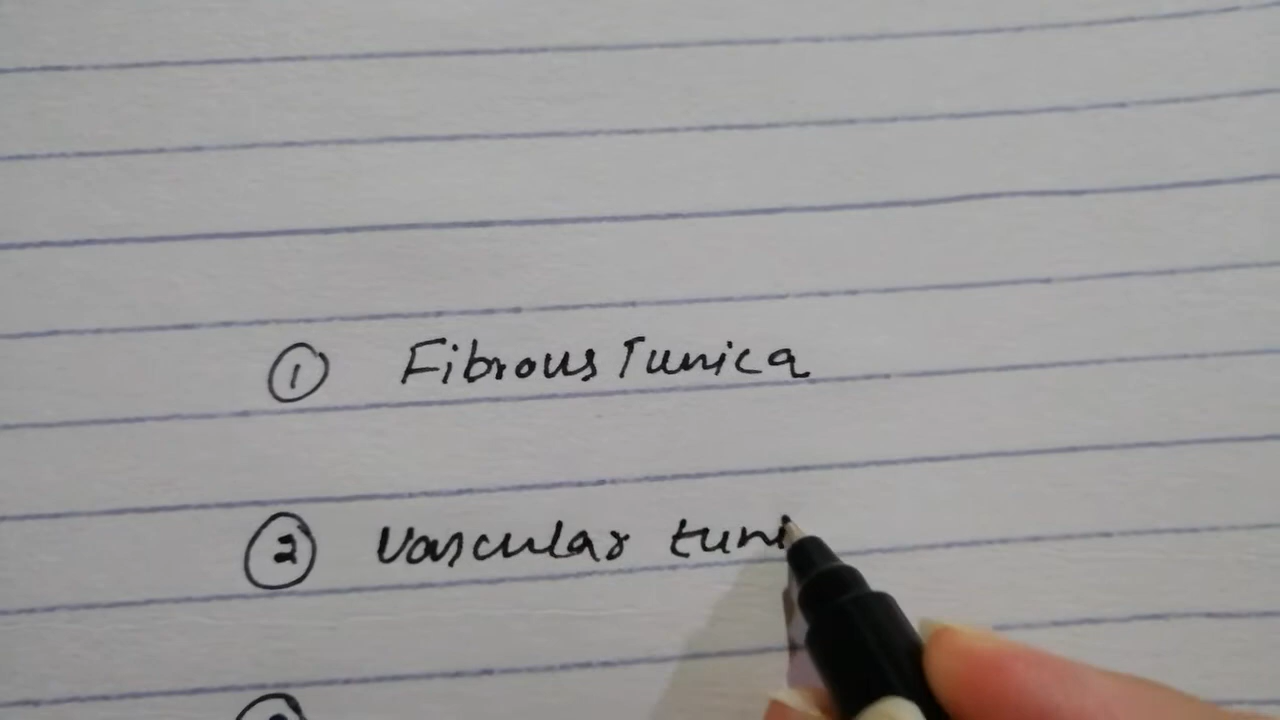 ① Fibrous Tunica
② Vascular tuni